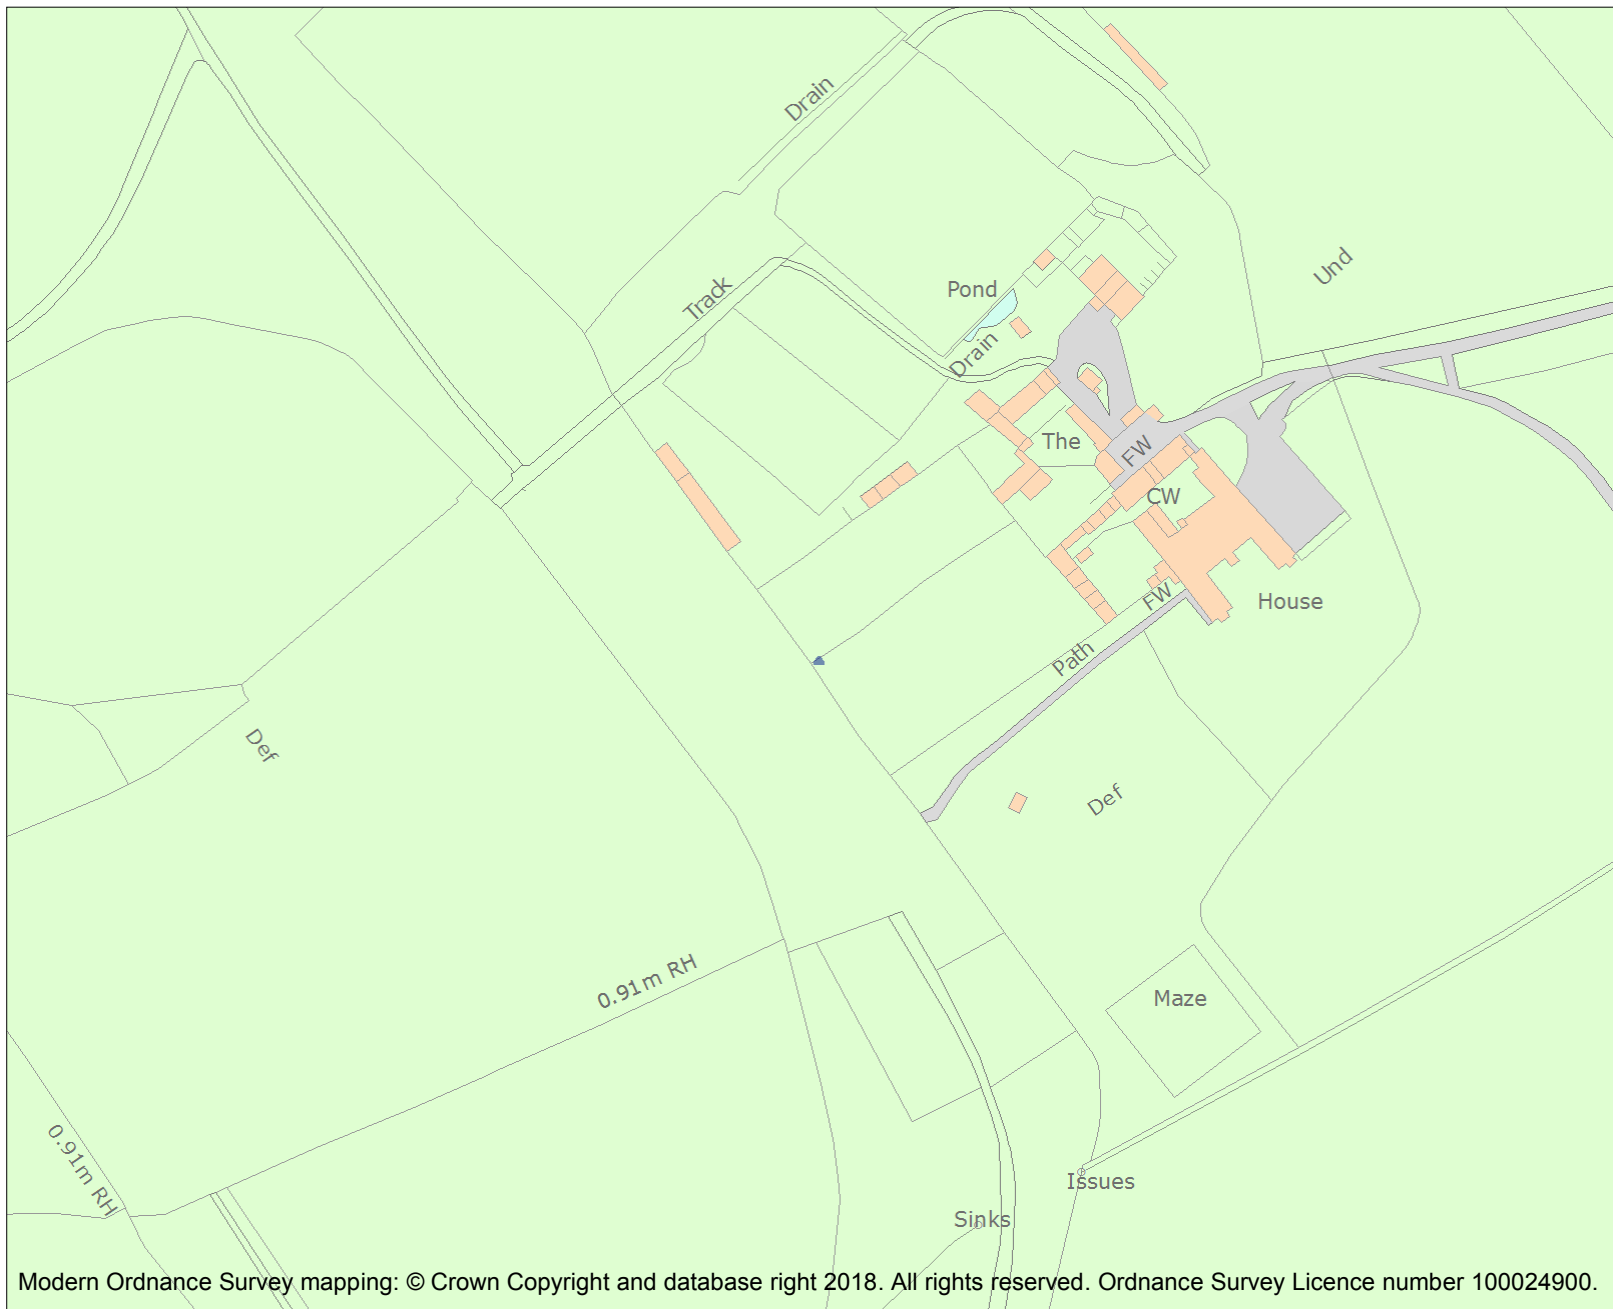 Drain
Und
Track
Pond
Drain
The
FW
CW
House
FW
Path
Def
Def
0.91m RH
Maze
0.91m RH
Issues
Sinks
Modern Ordnance Survey mapping: © Crown Copyright and database right 2018. All rights reserved. Ordnance Survey Licence number 100024900.